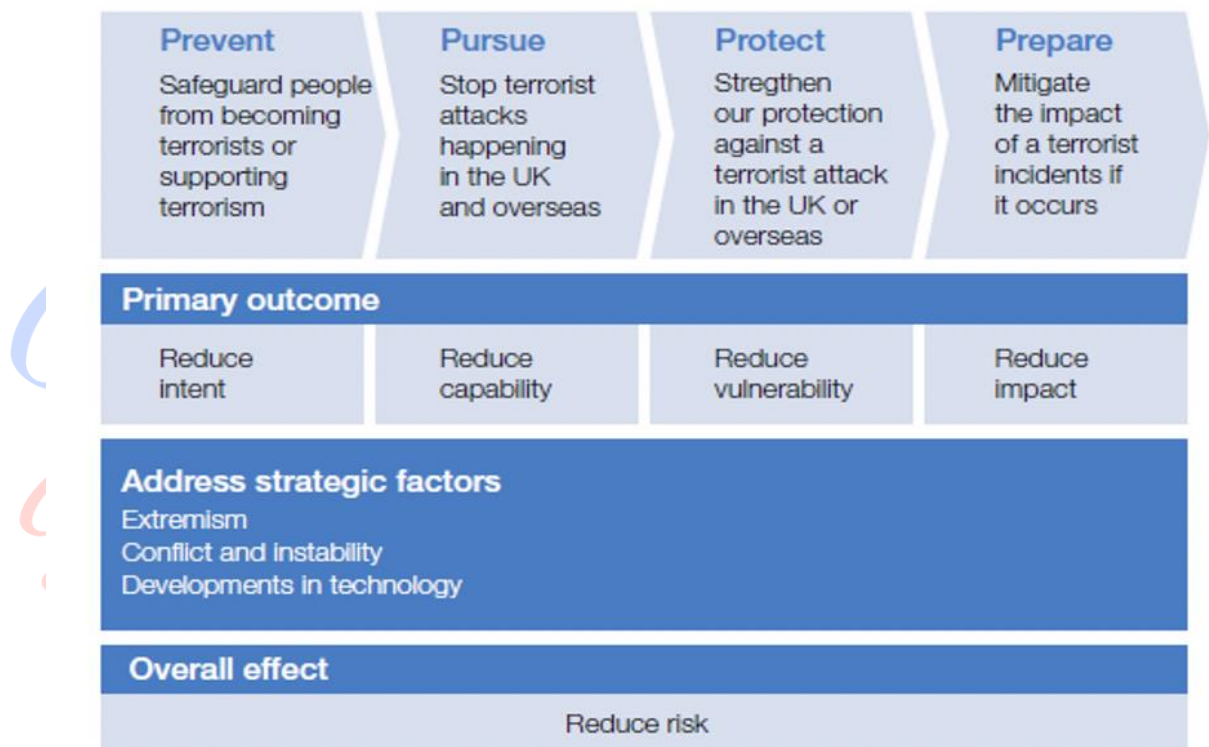 Prevent
Safeguard people
from becoming
terrorists or
supporting
terrorism
Pursue
Stop terrorist
attacks
happening
in the UK
and overseas
Protect
Stregthen
our protection
against a
terrorist attack
in the UK or
overseas
Prepare
Mitigate
the impact
of a terrorist
incidents if
it occurs
Primary outcome
Reduce
intent
Reduce
capability
Reduce
vulnerability
Reduce
impact
Address strategic factors
Extremism
Conflict and instability
Developments in technology
Overall effect
Reduce risk